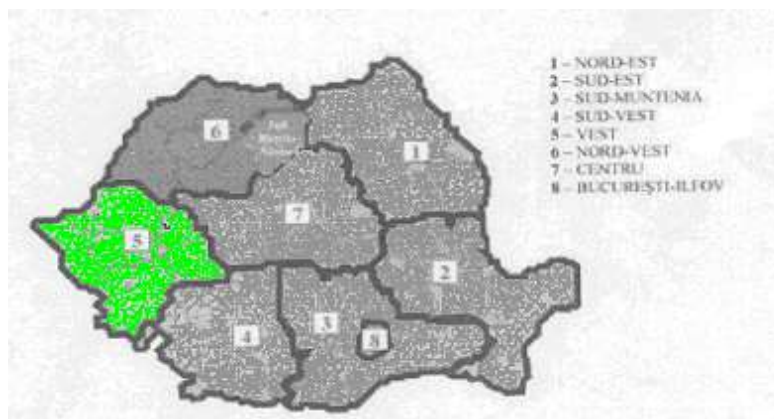 1 – NORD-EST
2 – SUD-EST
3 – SUD-MUNTENIA
4 – SUD-VEST
5 – VEST
6 – NORD-VEST
7 – CENTRU
8 – BUCUREŞTI-ILFOV
6
1
7
5
2
3
4
8